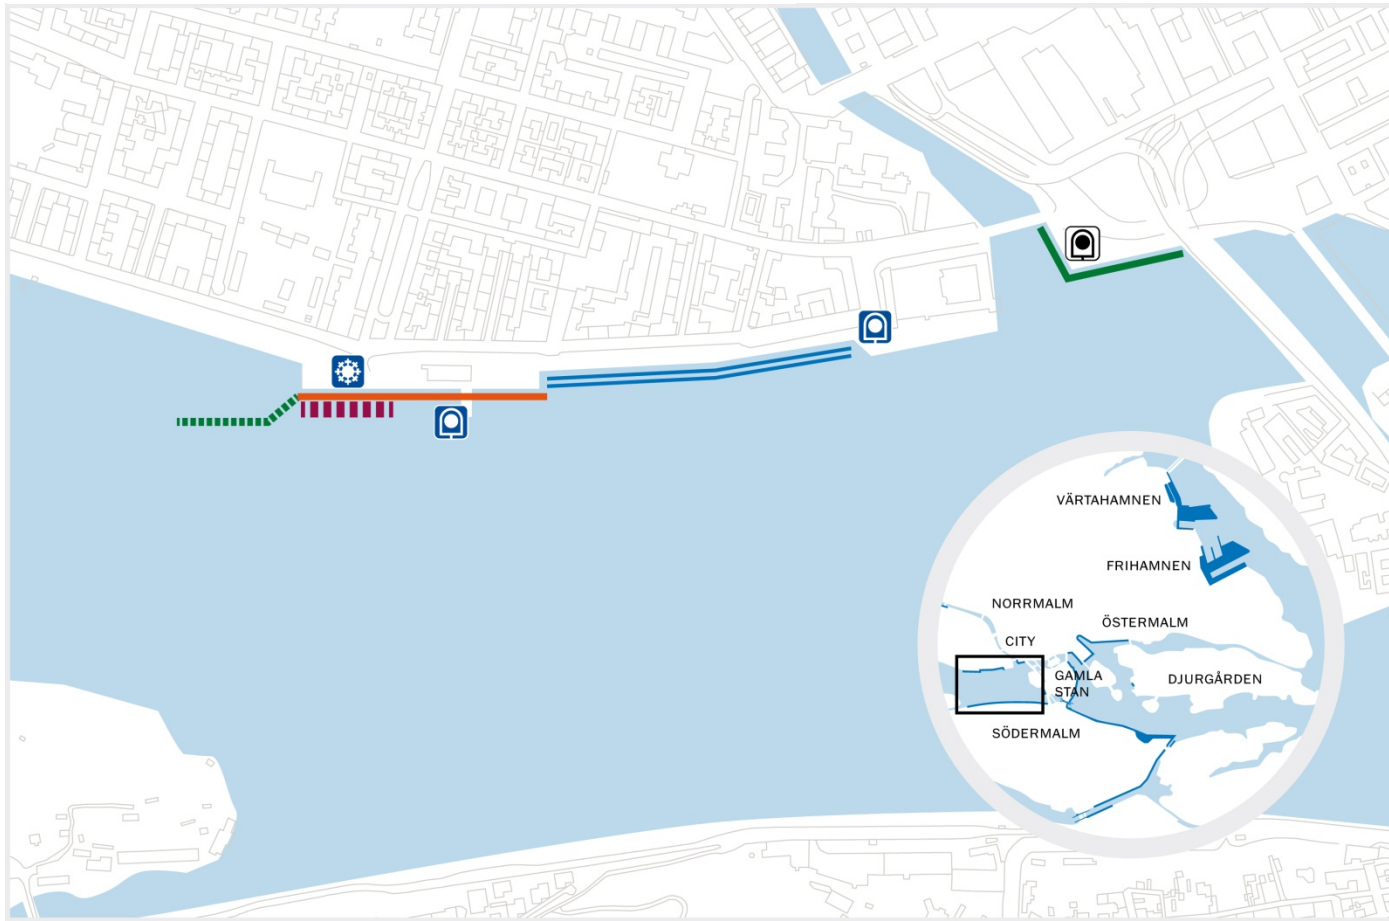 VÄRTAHAMNEN
FRIHAMNEN
NORRMALM
ÖSTERMALM
CITY
GAMLA
STAN
DJURGÅRDEN
SÖDERMALM